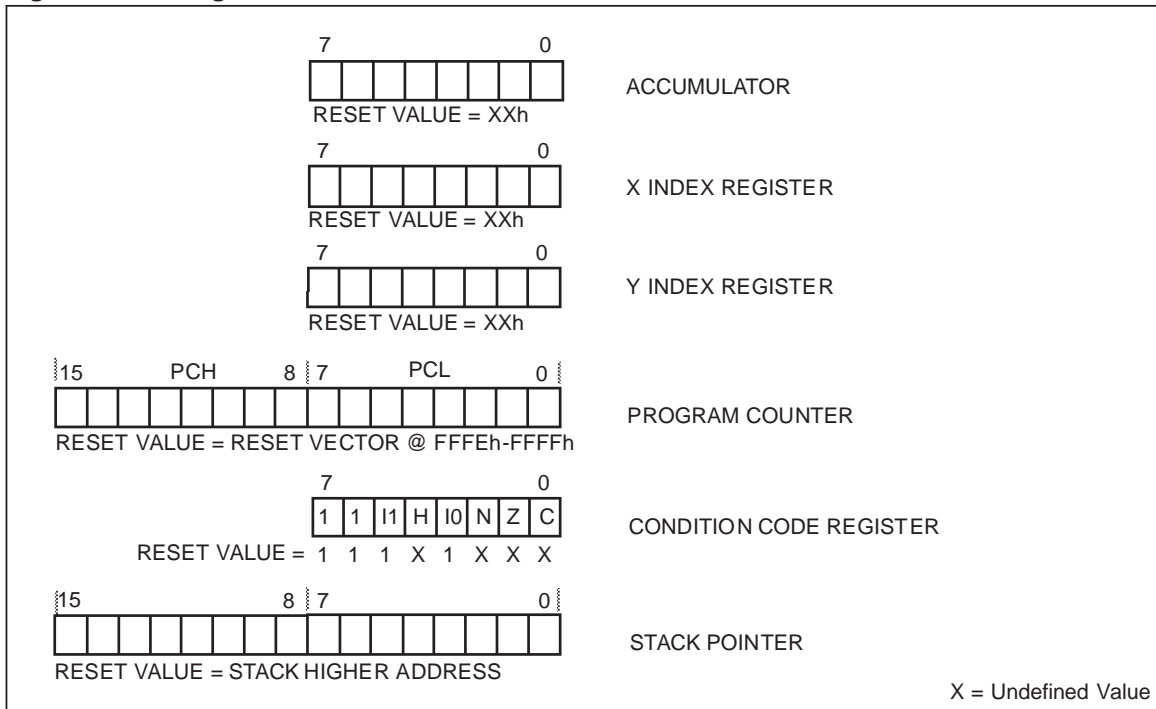 7 0
ACCUMULATOR
RESET VALUE = XXh
7 0
X INDEX REGISTER
RESET VALUE = XXh
7 0
Y INDEX REGISTER
RESET VALUE = XXh
15 PCH 8 7 PCL 0
PROGRAM COUNTER
RESET VALUE = RESET VECTOR @ FFFEh-FFFFh
7 0
1 1 I1 H I0 N Z C
CONDITION CODE REGISTER
RESET VALUE = 1 1 1 X 1 X X X
15 8 7 0
STACK POINTER
RESET VALUE = STACK HIGHER ADDRESS
X = Undefined Value